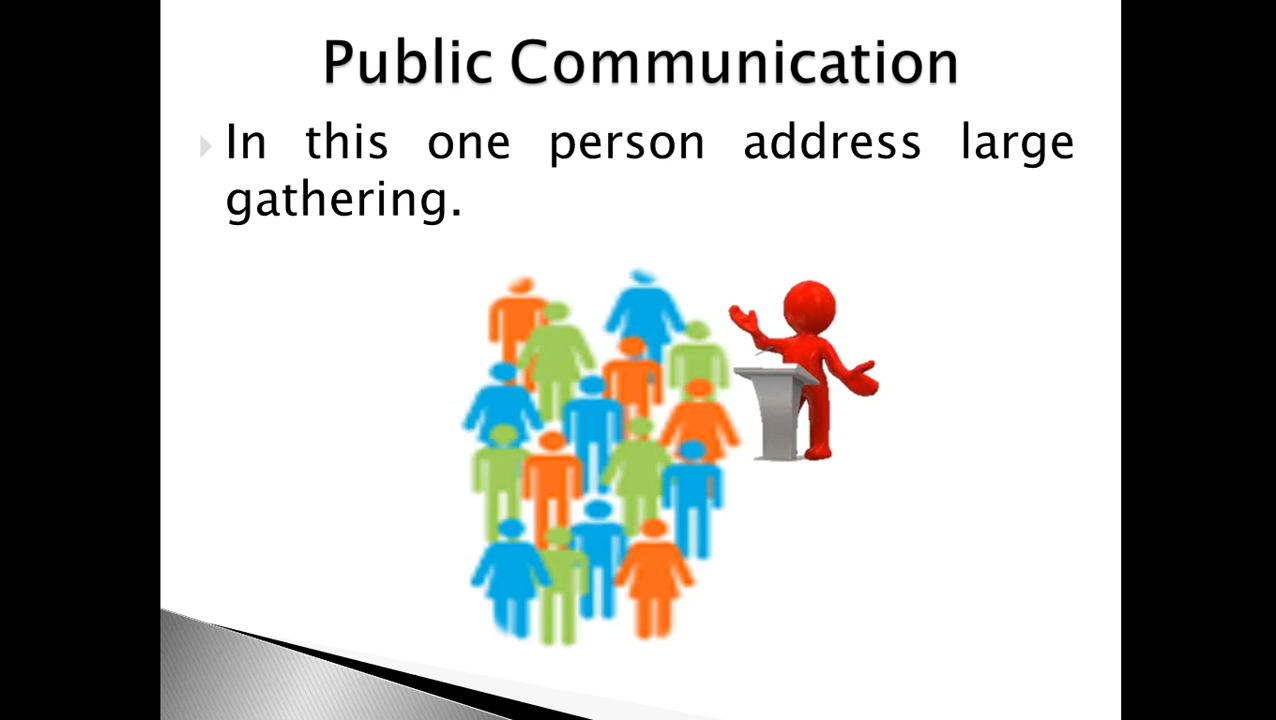 Public Communication
In this one person address large
gathering.